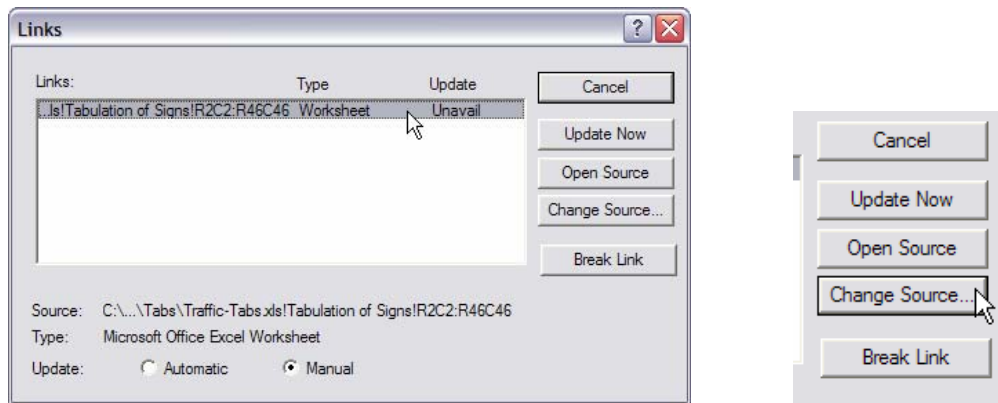 Links
Links: Type Update
...ls!Tabulation of Signs!R2C2:R46C46 Worksheet Unavail
Cancel
Update Now
Open Source
Change Source...
Break Link
Source: C:\...\Tabs\Traffic-Tabs.xls!Tabulation of Signs!R2C2:R46C46
Type: Microsoft Office Excel Worksheet
Update: Automatic Manual
Cancel
Update Now
Open Source
Change Source...
Break Link